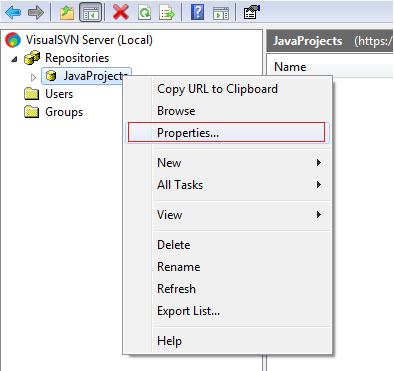 VisualSVN Server (Local)
Repositories
JavaProjects
Users
Groups
JavaProjects (https:/
Name
Copy URL to Clipboard
Browse
Properties...
New
All Tasks
View
Delete
Rename
Refresh
Export List...
Help